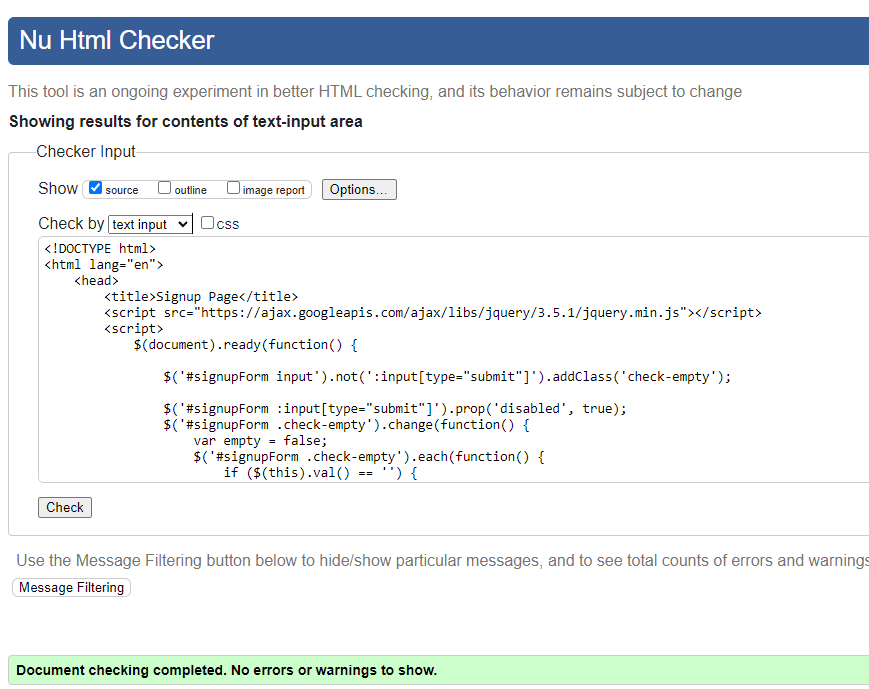 Nu Html Checker
This tool is an ongoing experiment in better HTML checking, and its behavior remains subject to change
Showing results for contents of text-input area
Checker Input
Show source outline image report Options...
Check by text input css
<!DOCTYPE html>
<html lang="en">
    <head>
        <title>Signup Page</title>
        <script src="https://ajax.googleapis.com/ajax/libs/jquery/3.5.1/jquery.min.js"></script>
        <script>
            $(document).ready(function() {
                $('#signupForm input').not(':input[type="submit"]').addClass('check-empty');
                $('#signupForm :input[type="submit"]').prop('disabled', true);
                $('#signupForm .check-empty').change(function() {
                    var empty = false;
                    $('#signupForm .check-empty').each(function() {
                        if ($(this).val() == '') {
Check
Use the Message Filtering button below to hide/show particular messages, and to see total counts of errors and warnings
Message Filtering
Document checking completed. No errors or warnings to show.